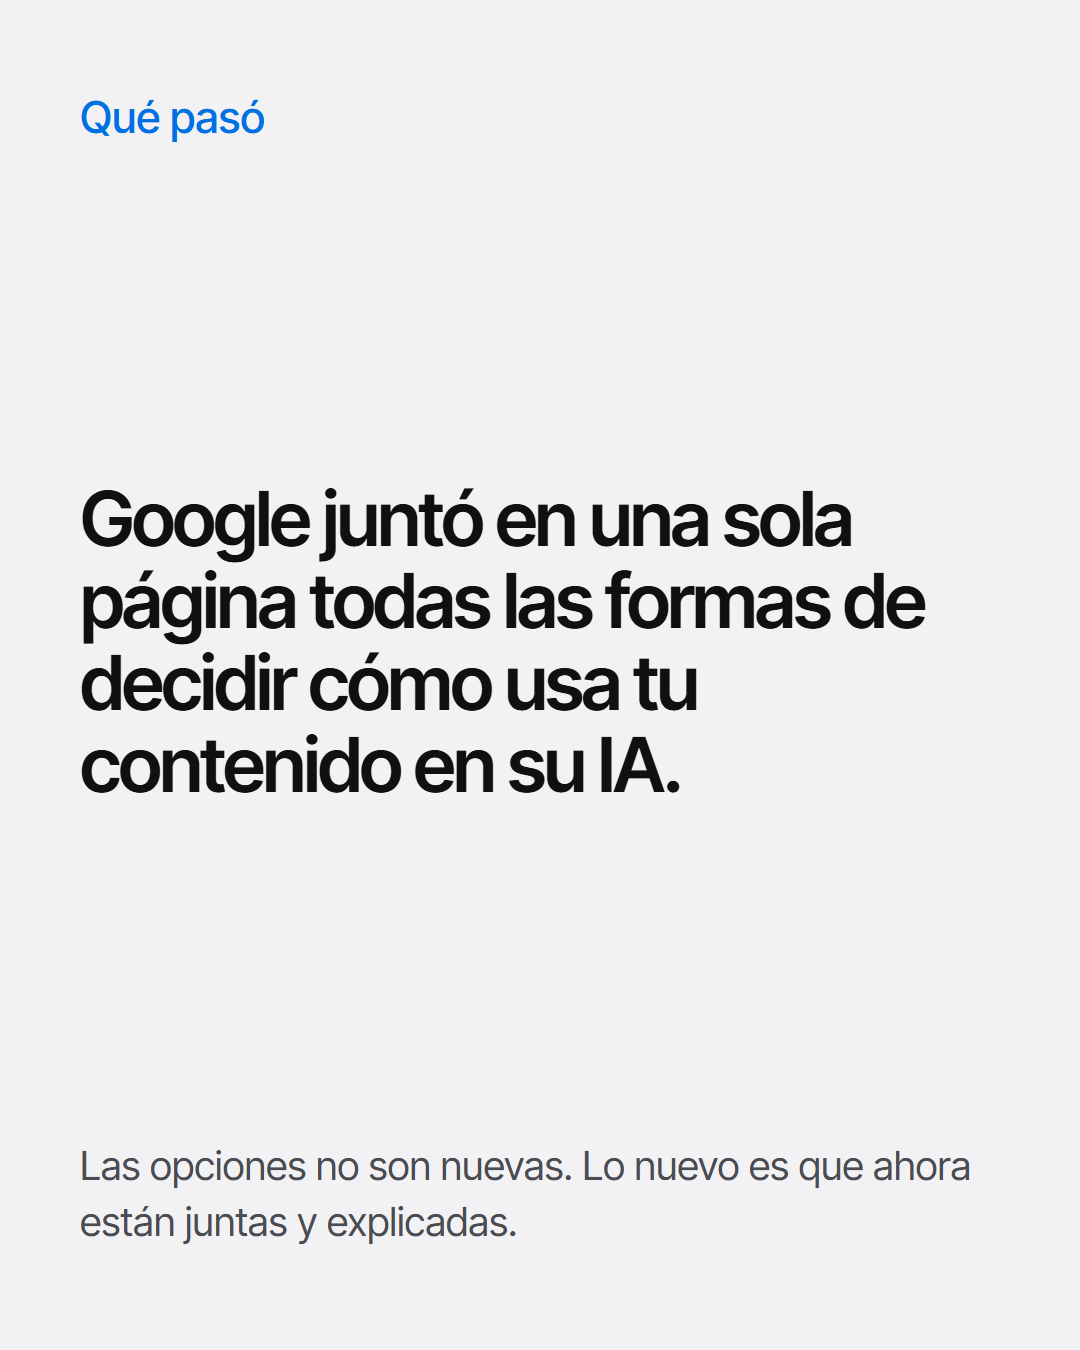 Qué pasó
Google juntó en una sola
página todas las formas de
decidir cómo usa tu
contenido en su IA.
Las opciones no son nuevas. Lo nuevo es que ahora
están juntas y explicadas.